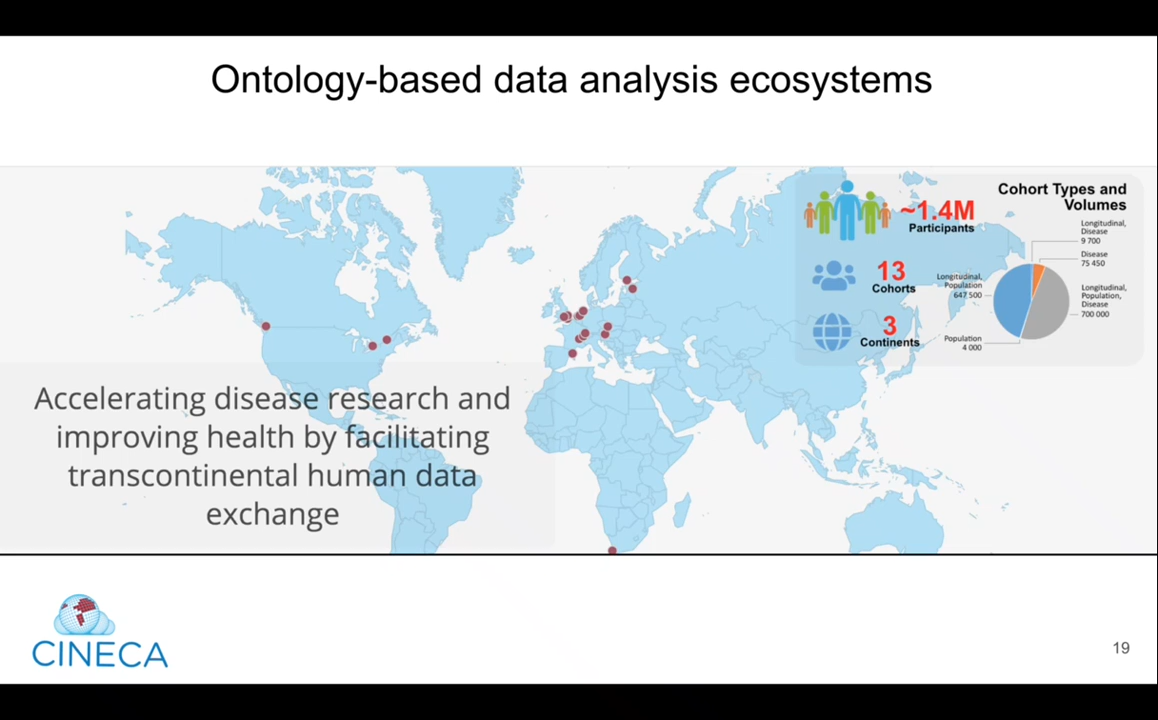 Ontology-based data analysis ecosystems
~1.4M
Participants
13
Cohorts
3
Continents
Cohort Types and
Volumes
Longitudinal,
Disease
9 700
Disease
75 450
Longitudinal,
Population
647 500
Longitudinal,
Population,
Disease
700 000
Population
4 000
Accelerating disease research and
improving health by facilitating
transcontinental human data
exchange
CINECA
19